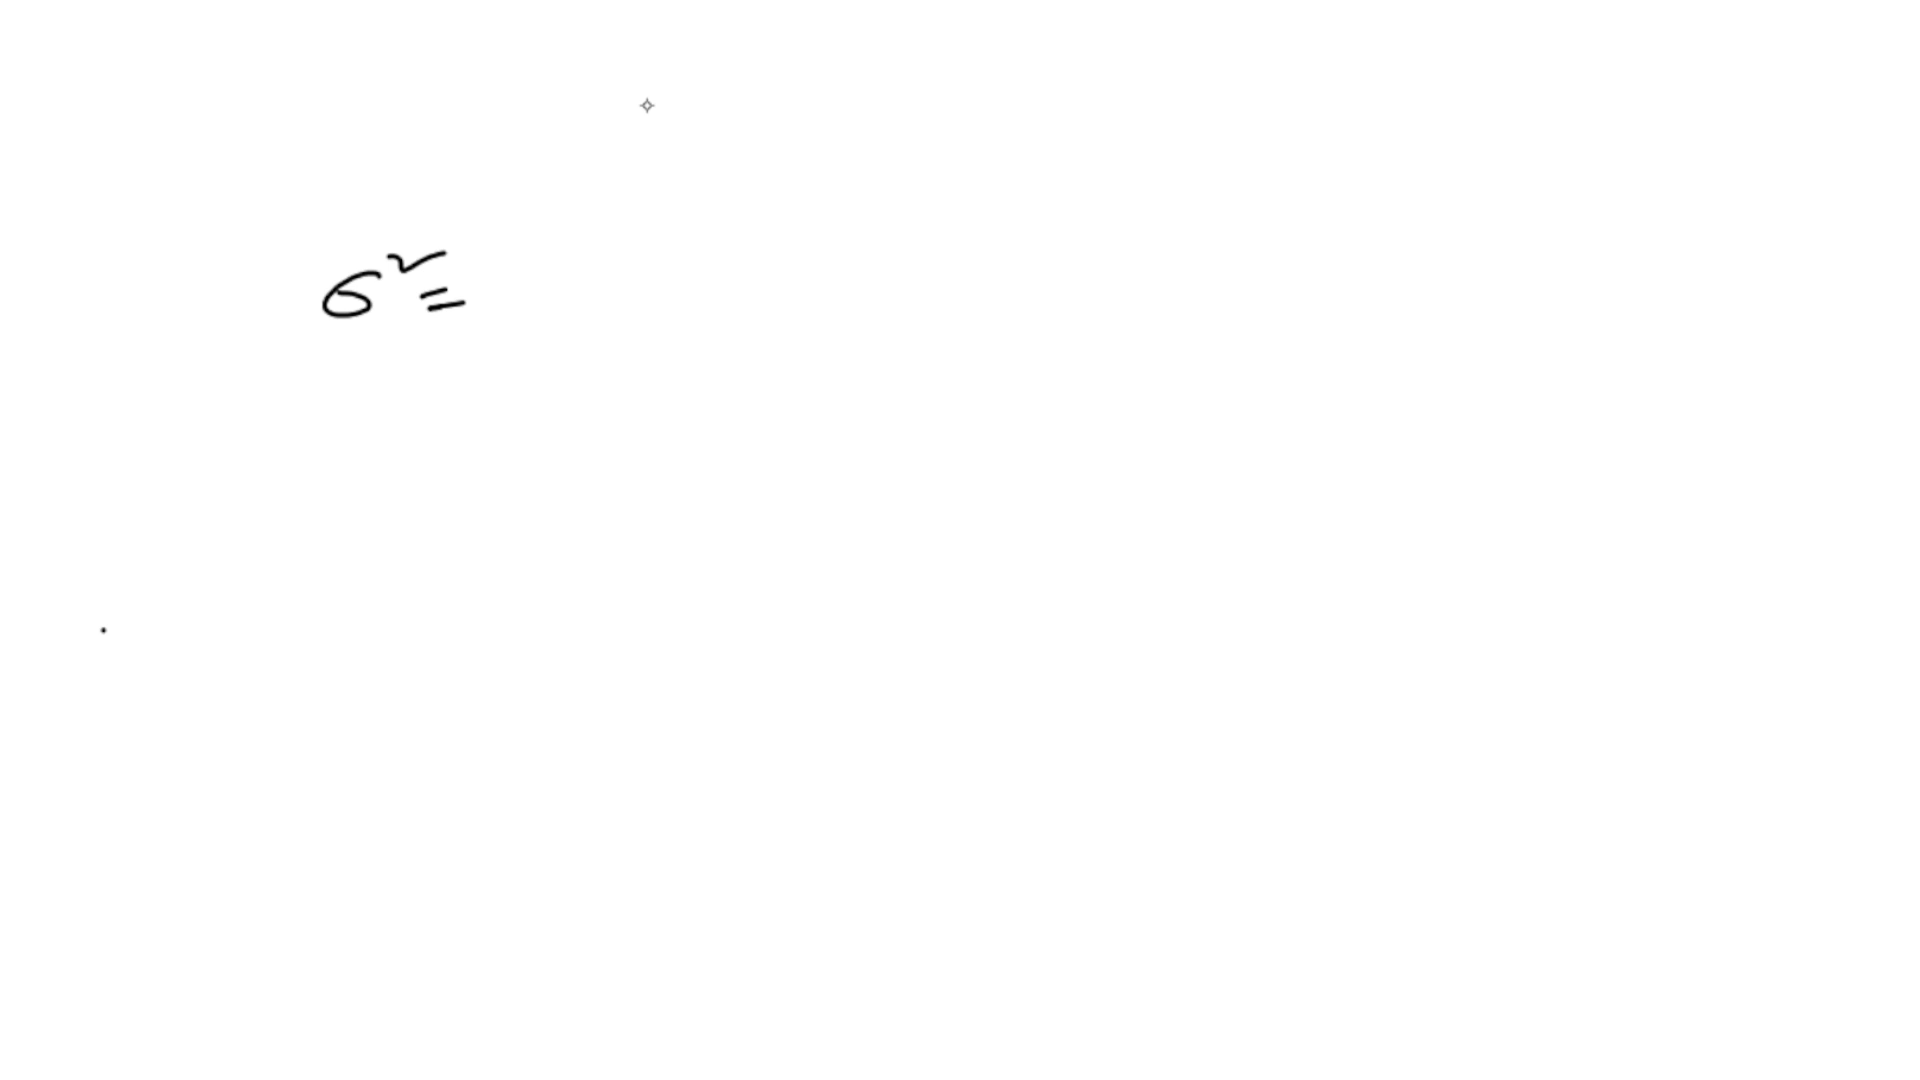 σ² =